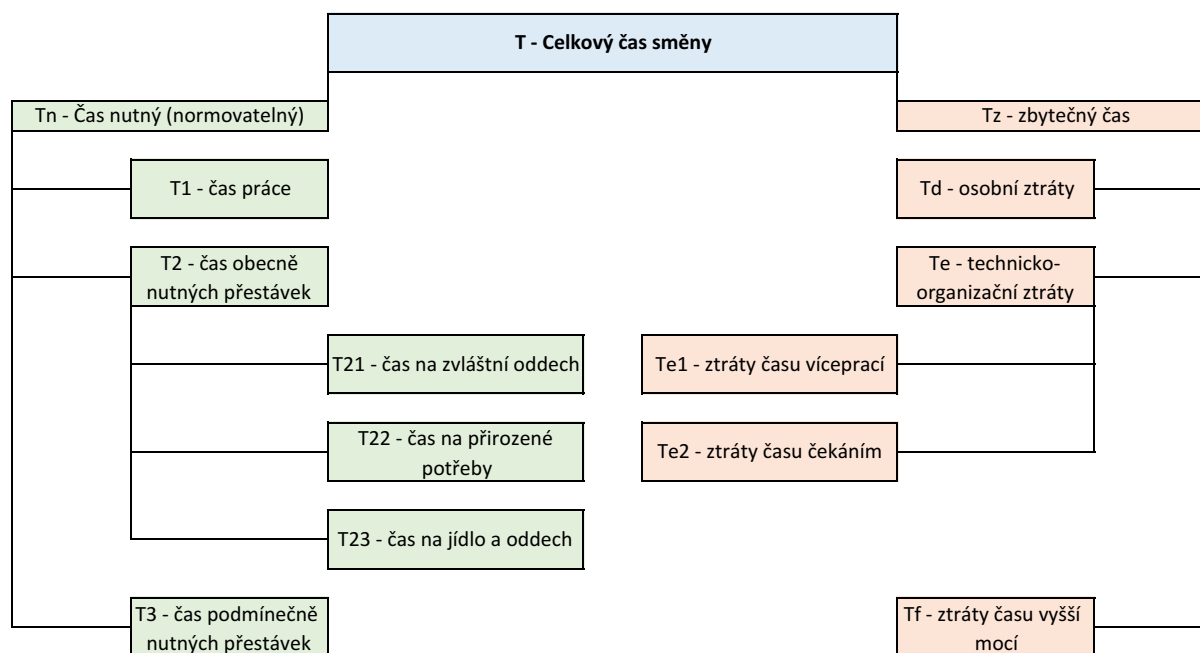 T - Celkový čas směny
Tn - Čas nutný (normovatelný)
Tz - zbytečný čas
T1 - čas práce
Td - osobní ztráty
T2 - čas obecně
nutných přestávek
Te - technicko-
organizační ztráty
T21 - čas na zvláštní oddech
Te1 - ztráty času víceprací
T22 - čas na přirozené
potřeby
Te2 - ztráty času čekáním
T23 - čas na jídlo a oddech
T3 - čas podmínečně
nutných přestávek
Tf - ztráty času vyšší
mocí